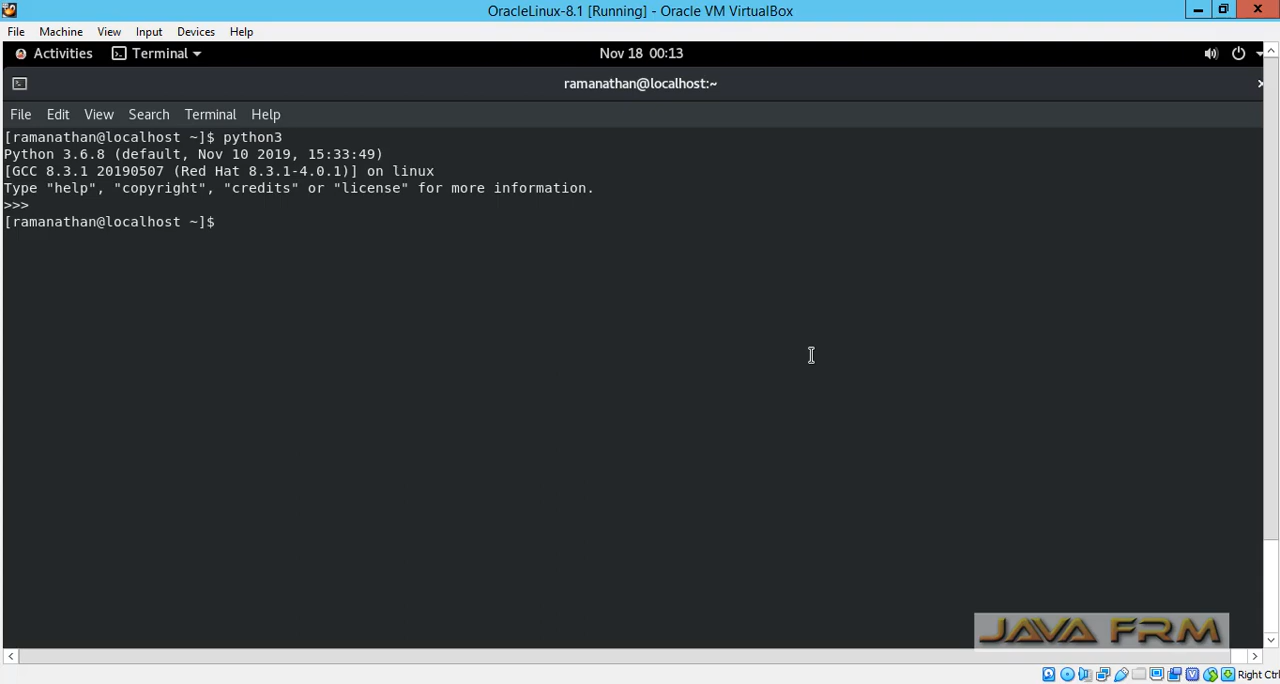 OracleLinux-8.1 [Running] - Oracle VM VirtualBox
File Machine View Input Devices Help
Activities Terminal Nov 18 00:13
ramanathan@localhost:~
File Edit View Search Terminal Help
[ramanathan@localhost ~]$ python3
Python 3.6.8 (default, Nov 10 2019, 15:33:49)
[GCC 8.3.1 20190507 (Red Hat 8.3.1-4.0.1)] on linux
Type "help", "copyright", "credits" or "license" for more information.
>>>
[ramanathan@localhost ~]$
JAVA FRM
Right Ctrl